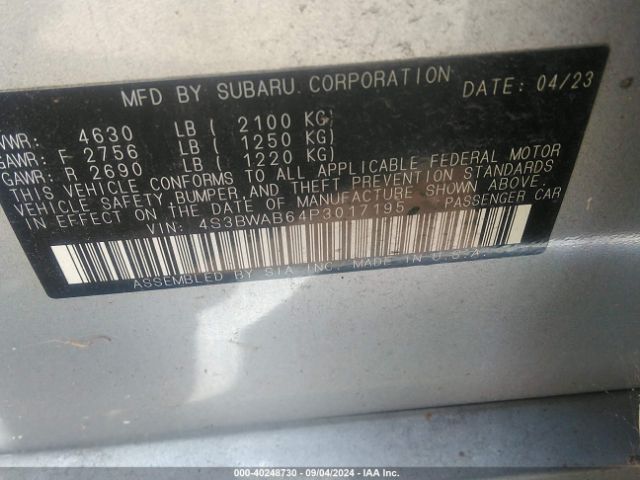 MFD BY SUBARU CORPORATION DATE: 04/23
VWR: 4630 LB ( 2100 KG)
GAWR: F 2756 LB ( 1250 KG)
GAWR: R 2690 LB ( 1220 KG)
THIS VEHICLE CONFORMS TO ALL APPLICABLE FEDERAL MOTOR
VEHICLE SAFETY, BUMPER, AND THEFT PREVENTION STANDARDS
IN EFFECT ON THE DATE OF MANUFACTURE SHOWN ABOVE.
VIN: 4S3BWAB64P3017195 PASSENGER CAR
ASSEMBLED BY SIA, INC. MADE IN U.S.A.
000-40248730 - 09/04/2024 - IAA Inc.